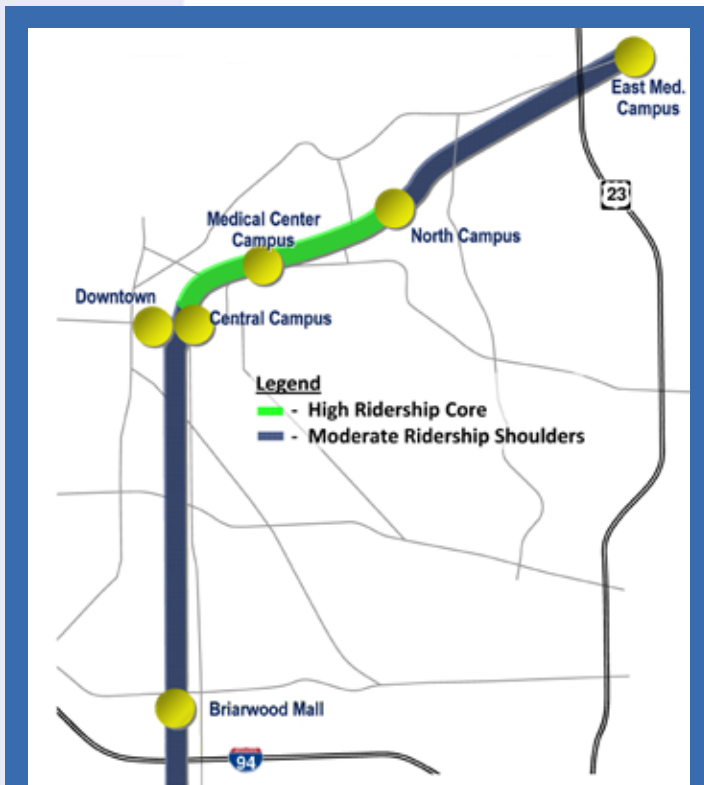 East Med.
Campus
23
Medical Center
Campus
North Campus
Downtown
Central Campus
Legend
- High Ridership Core
- Moderate Ridership Shoulders
Briarwood Mall
94